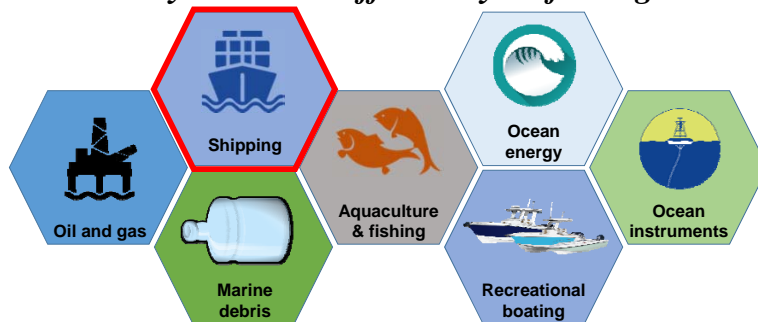 Shipping
Ocean
energy
Oil and gas
Aquaculture
& fishing
Ocean
instruments
Marine
debris
Recreational
boating